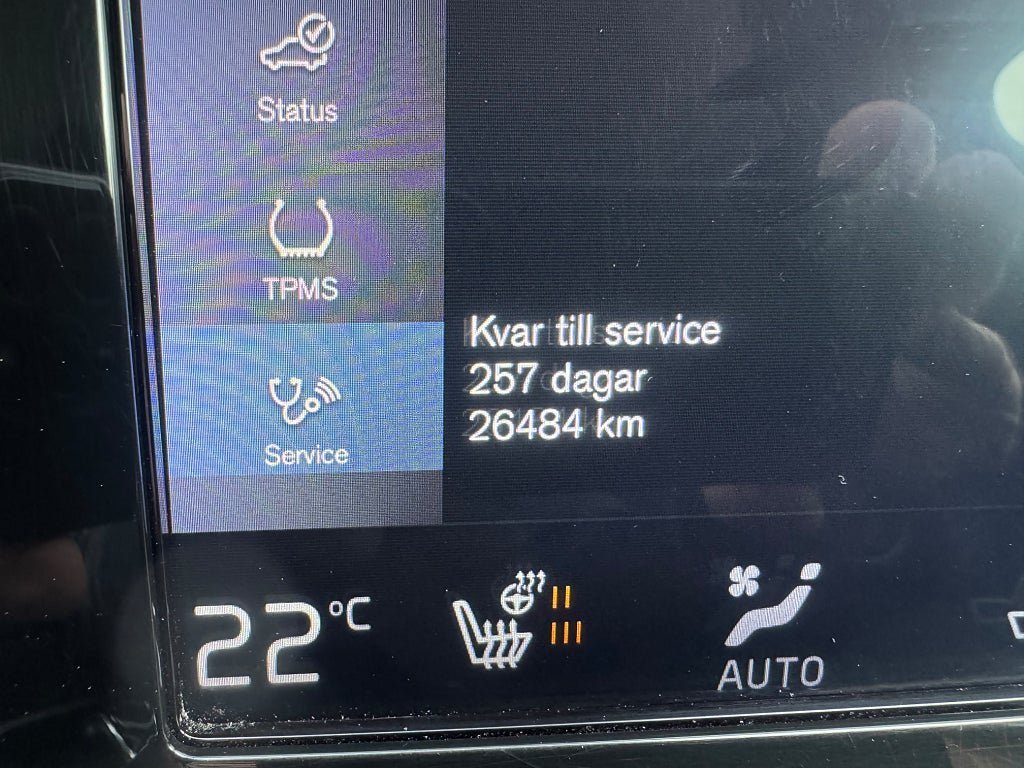 Status
TPMS
Kvar till service
257 dagar
26484 km
Service
22 °C
AUTO